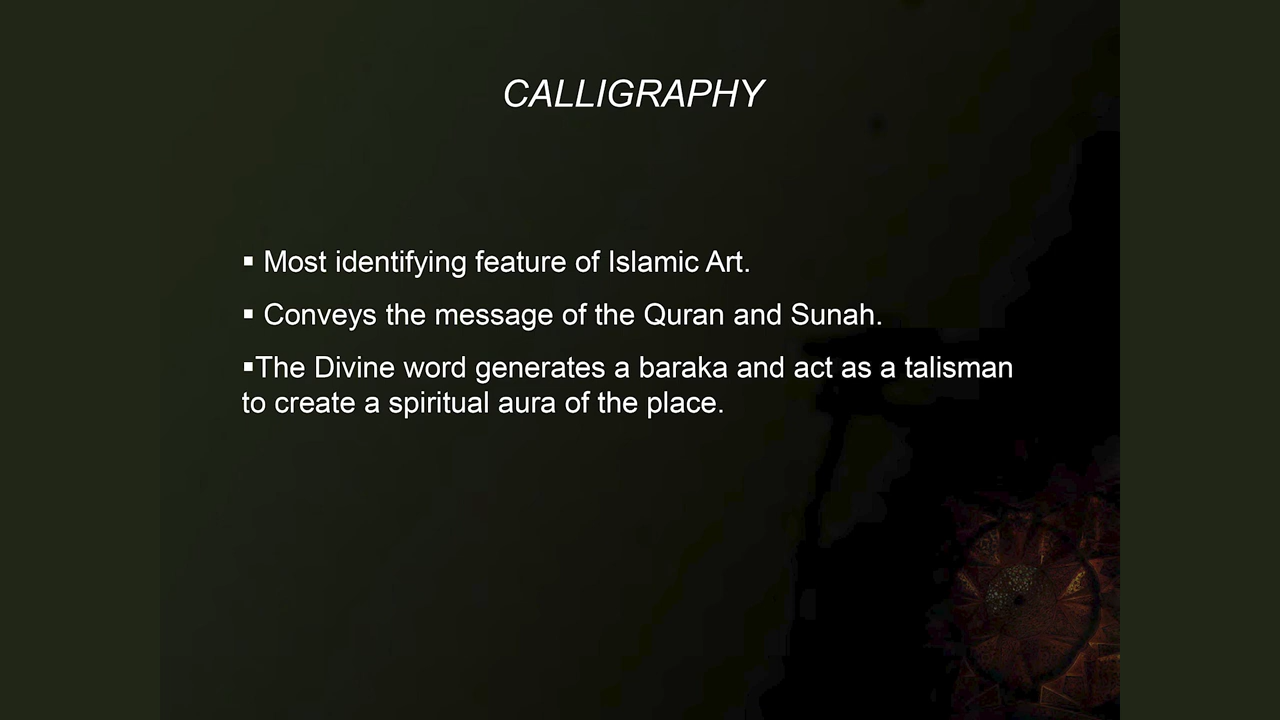 CALLIGRAPHY
▪ Most identifying feature of Islamic Art.
▪ Conveys the message of the Quran and Sunah.
▪The Divine word generates a baraka and act as a talisman
to create a spiritual aura of the place.